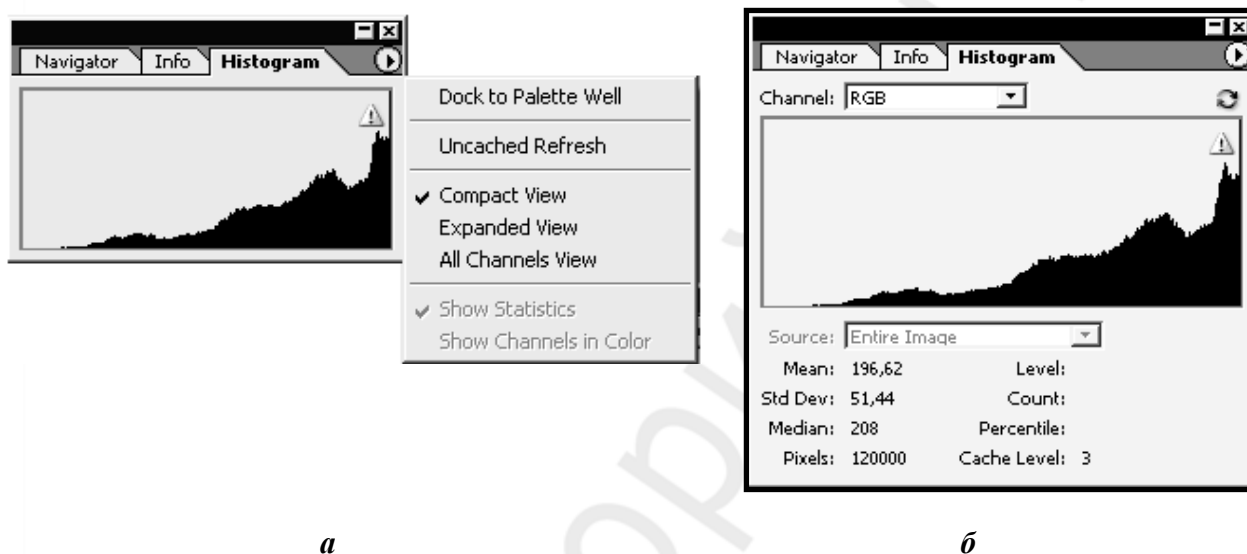 Navigator Info Histogram
Dock to Palette Well
Uncached Refresh
Compact View
Expanded View
All Channels View
Show Statistics
Show Channels in Color
а
Navigator Info Histogram
Channel: RGB
Source: Entire Image
Mean: 196,62 Level:
Std Dev: 51,44 Count:
Median: 208 Percentile:
Pixels: 120000 Cache Level: 3
б